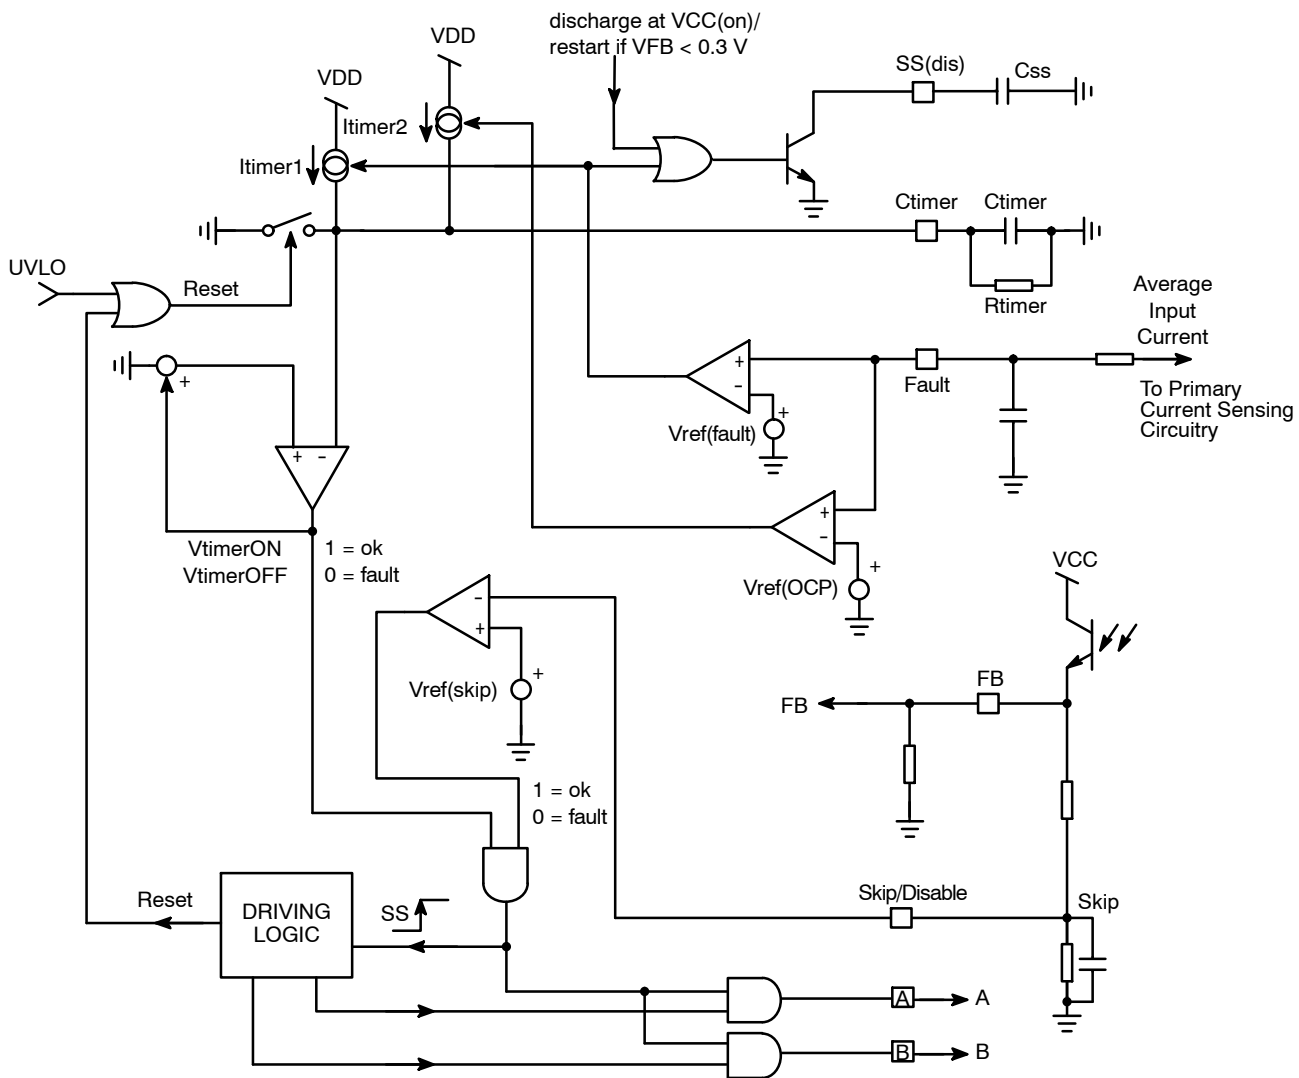 discharge at VCC(on)/
restart if VFB < 0.3 V
VDD
VDD
SS(dis)
Css
Itimer2
Itimer1
Ctimer
Ctimer
Rtimer
UVLO
Reset
Average
Input
Current
+
+
-
+
Fault
Vref(fault)
To Primary
Current Sensing
Circuitry
+ -
VtimerON
VtimerOFF
1 = ok
0 = fault
+
-
+
Vref(OCP)
VCC
-
+
+
Vref(skip)
FB
FB
1 = ok
0 = fault
Skip/Disable
Skip
Reset
DRIVING
LOGIC
SS
A
A
B
B